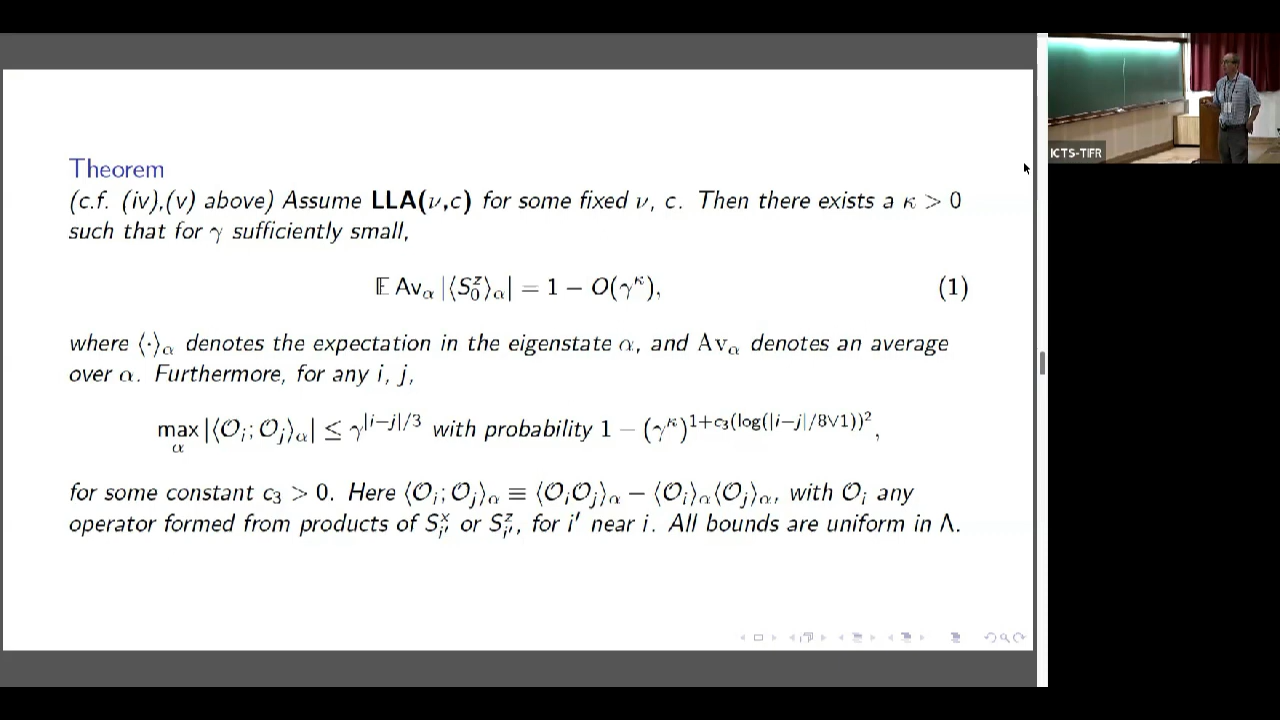 Theorem
(c.f. (iv),(v) above) Assume LLA(ν,c) for some fixed ν, c. Then there exists a κ > 0
such that for γ sufficiently small,
𝔼 Av_α |⟨S_0^z⟩_α| = 1 − O(γ^κ), (1)
where ⟨·⟩_α denotes the expectation in the eigenstate α, and Av_α denotes an average
over α. Furthermore, for any i, j,
max_α |⟨𝒪_i; 𝒪_j⟩_α| ≤ γ^{|i−j|/3} with probability 1 − (γ^κ)^{1+c_3(log(|i−j|/8∨1))^2},
for some constant c_3 > 0. Here ⟨𝒪_i; 𝒪_j⟩_α ≡ ⟨𝒪_i𝒪_j⟩_α − ⟨𝒪_i⟩_α⟨𝒪_j⟩_α, with 𝒪_i any
operator formed from products of S_{i′}^x or S_{i′}^z, for i′ near i. All bounds are uniform in Λ.
ICTS-TIFR